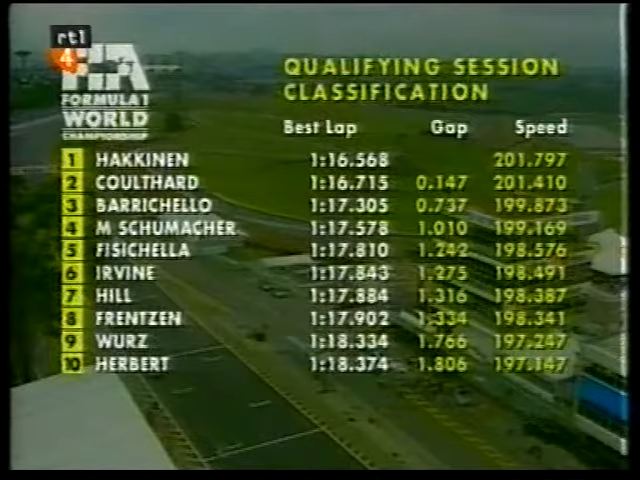 rtl
4
FIA
FORMULA 1
WORLD
CHAMPIONSHIP
QUALIFYING SESSION
CLASSIFICATION
Best Lap Gap Speed
1 HAKKINEN 1:16.568 201.797
2 COULTHARD 1:16.715 0.147 201.410
3 BARRICHELLO 1:17.305 0.737 199.873
4 M SCHUMACHER 1:17.578 1.010 199.169
5 FISICHELLA 1:17.810 1.242 198.576
6 IRVINE 1:17.843 1.275 198.491
7 HILL 1:17.884 1.316 198.387
8 FRENTZEN 1:17.902 1.334 198.341
9 WURZ 1:18.334 1.766 197.247
10 HERBERT 1:18.374 1.806 197.147